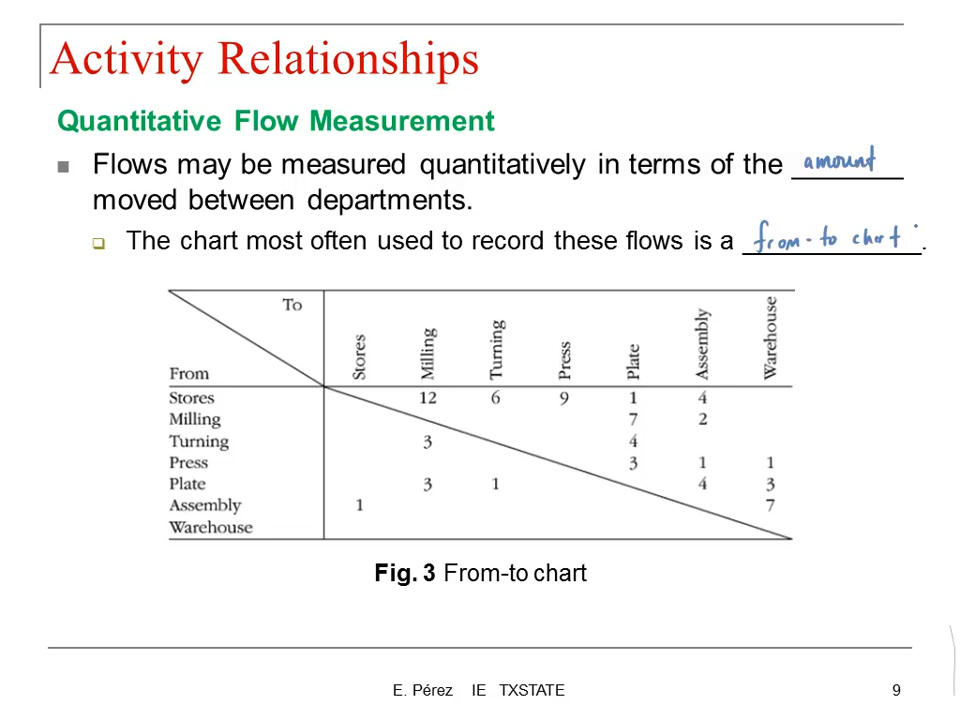 Activity Relationships
Quantitative Flow Measurement
Flows may be measured quantitatively in terms of the amount
moved between departments.
The chart most often used to record these flows is a from-to chart.
To
Stores Milling Turning Press Plate Assembly Warehouse
From
Stores 12 6 9 1 4
Milling 7 2
Turning 3 4
Press 3 1 1
Plate 3 1 4 3
Assembly 1 7
Warehouse
Fig. 3 From-to chart
E. Pérez IE TXSTATE 9